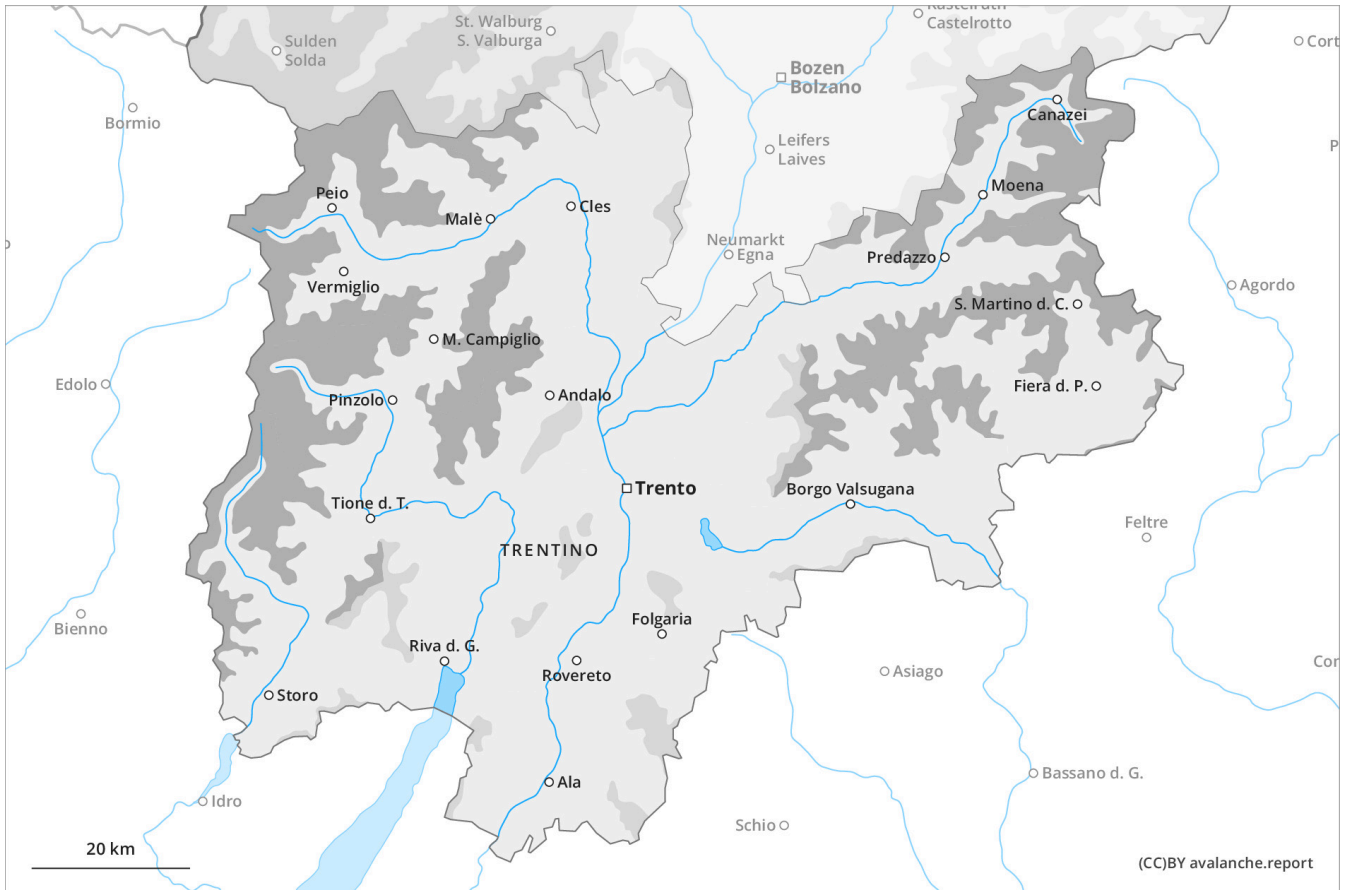 Kastelruth
Castelrotto
St. Walburg
S. Valburga
Sulden
Solda
Cort
Bozen
Bolzano
Bormio
Canazei
Leifers
Laives
P
Peio
Moena
Malè
Cles
Neumarkt
Egna
Predazzo
Vermiglio
Agordo
S. Martino d. C.
M. Campiglio
Edolo
Fiera d. P.
Andalo
Pinzolo
Trento
Borgo Valsugana
Tione d. T.
Feltre
TRENTINO
Folgaria
Bienno
Riva d. G.
Rovereto
Asiago
Cor
Storo
Bassano d. G.
Ala
Idro
Schio
20 km
(CC)BY avalanche.report